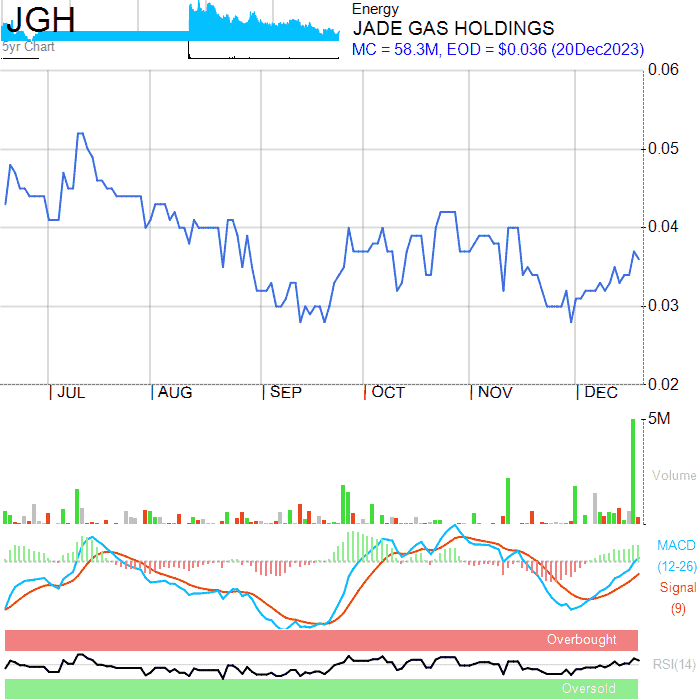 JGH
5yr Chart
Energy
JADE GAS HOLDINGS
MC = 58.3M, EOD = $0.036 (20Dec2023)
0.06
0.05
0.04
0.03
0.02
JUL AUG SEP OCT NOV DEC
5M
Volume
MACD
(12-26)
Signal
(9)
Overbought
RSI(14)
Oversold